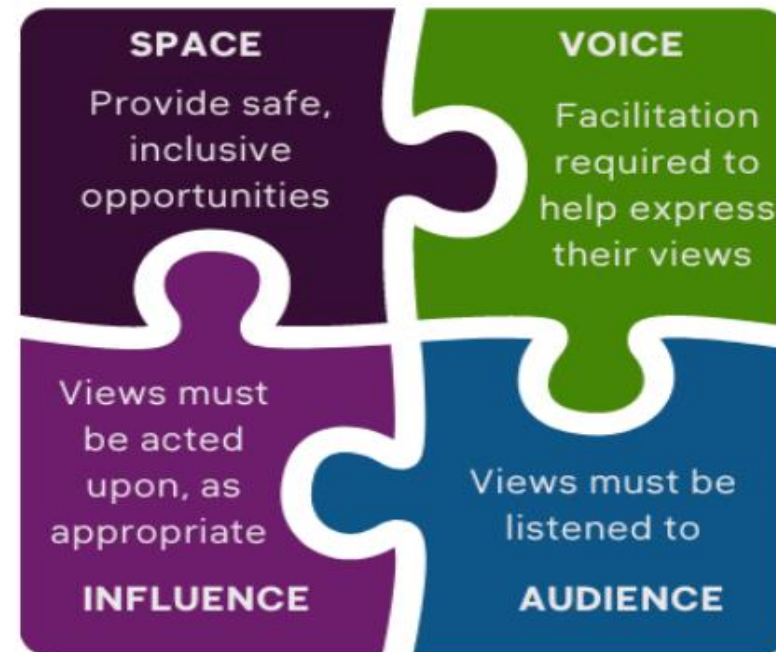 SPACE
Provide safe,
inclusive
opportunities
VOICE
Facilitation
required to
help express
their views
Views must
be acted
upon, as
appropriate
INFLUENCE
Views must be
listened to
AUDIENCE